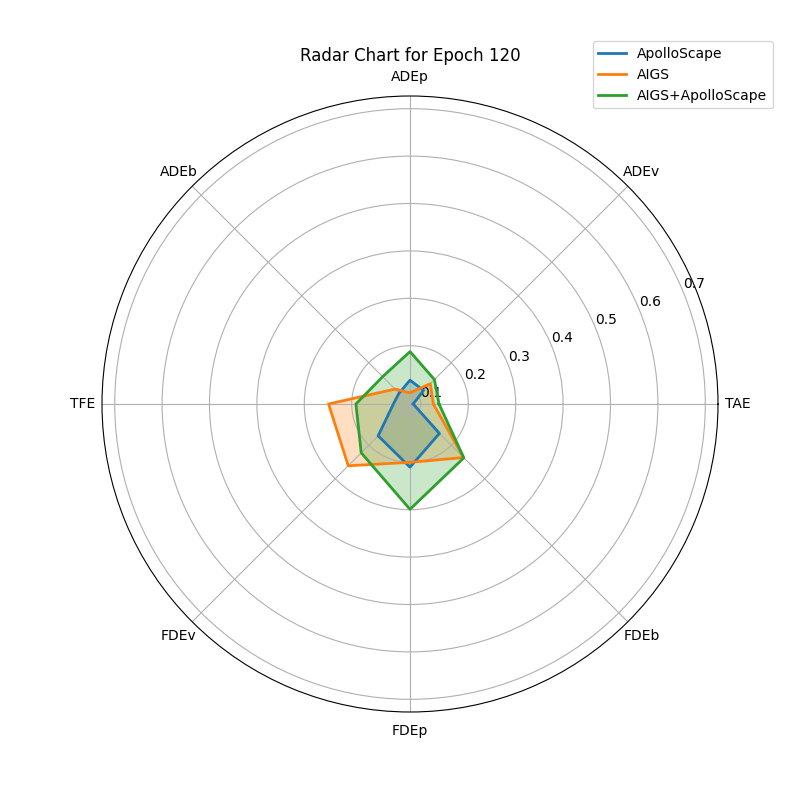 Radar Chart for Epoch 120
ApolloScape
AIGS
AIGS+ApolloScape
ADEp
ADEb
ADEv
0.7
0.6
0.5
0.4
0.3
0.2
0.1
TFE
TAE
FDEv
FDEb
FDEp